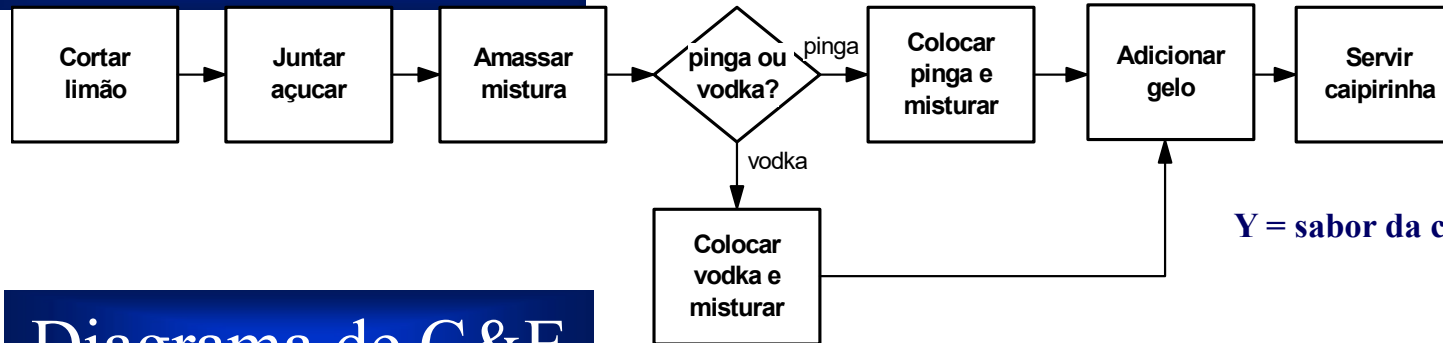 Cortar
limão
Juntar
açucar
Amassar
mistura
pinga ou
vodka?
pinga
Colocar
pinga e
misturar
Adicionar
gelo
Servir
caipirinha
vodka
Colocar
vodka e
misturar
Y = sabor da c
Diagrama de C&E